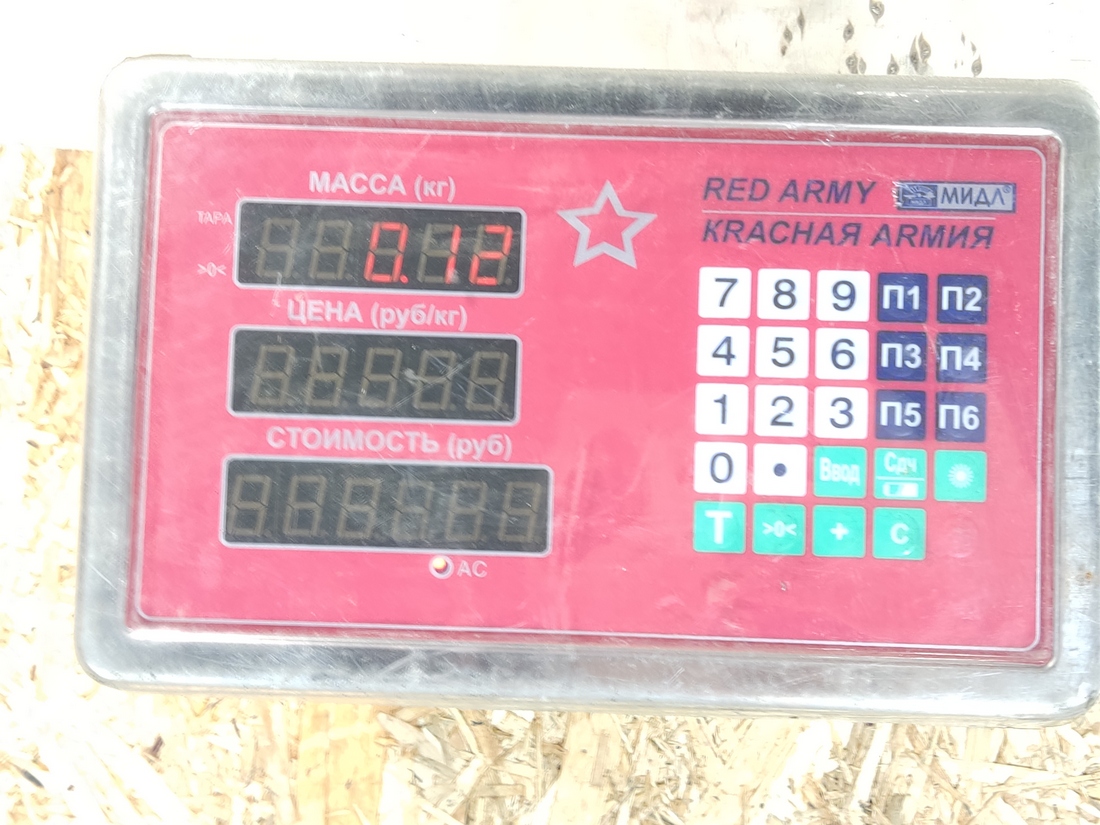 МАССА (кг)
ТАРА
0.12
>0<
ЦЕНА (руб/кг)
СТОИМОСТЬ (руб)
AC
RED ARMY МИДЛ®
КRАСНАЯ АRМИЯ
7 8 9 П1 П2
4 5 6 П3 П4
1 2 3 П5 П6
0 • Ввод Сдч
T >0< + C